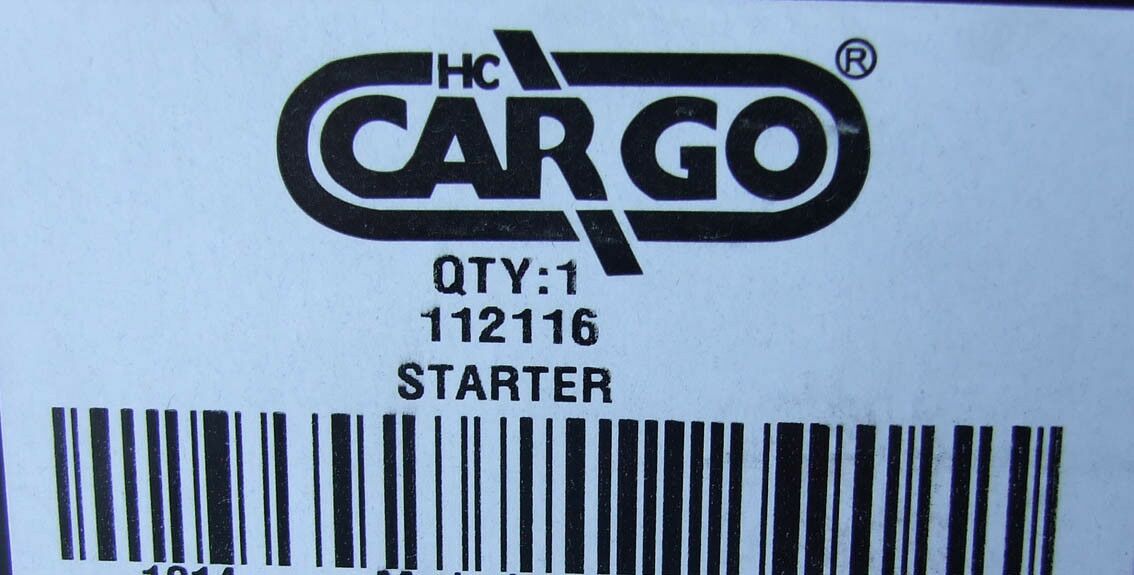 HC
CARGO®
QTY:1
112116
STARTER